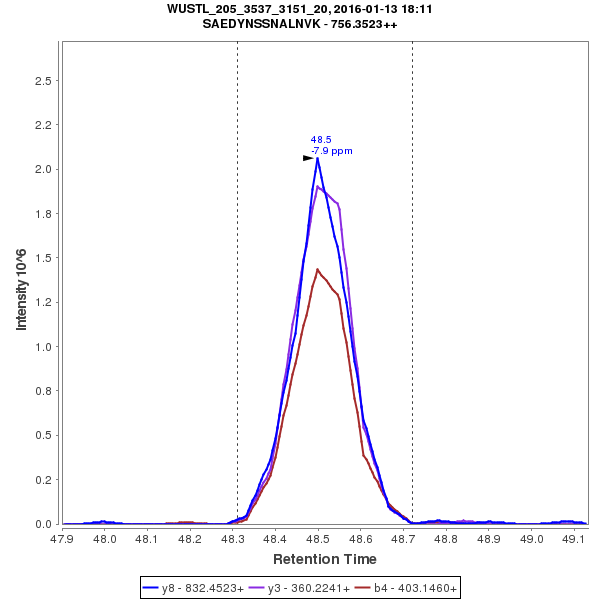 WUSTL_205_3537_3151_20, 2016-01-13 18:11
SAEDYNSSNALNVK - 756.3523++
48.5
-7.9 ppm
2.5
2.2
2.0
1.8
1.5
1.2
1.0
0.8
0.5
0.2
0.0
Intensity 10^6
47.9 48.0 48.1 48.2 48.3 48.4 48.5 48.6 48.7 48.8 48.9 49.0 49.1
Retention Time
y8 - 832.4523+ y3 - 360.2241+ b4 - 403.1460+